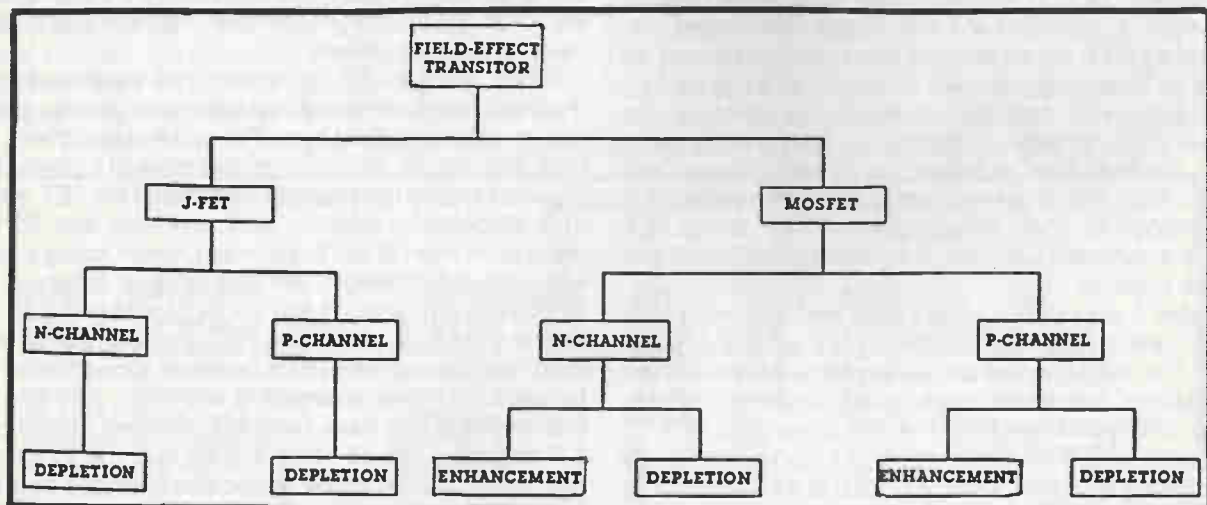 FIELD-EFFECT
TRANSITOR
J-FET
MOSFET
N-CHANNEL
P-CHANNEL
N-CHANNEL
P-CHANNEL
DEPLETION
DEPLETION
ENHANCEMENT
DEPLETION
ENHANCEMENT
DEPLETION